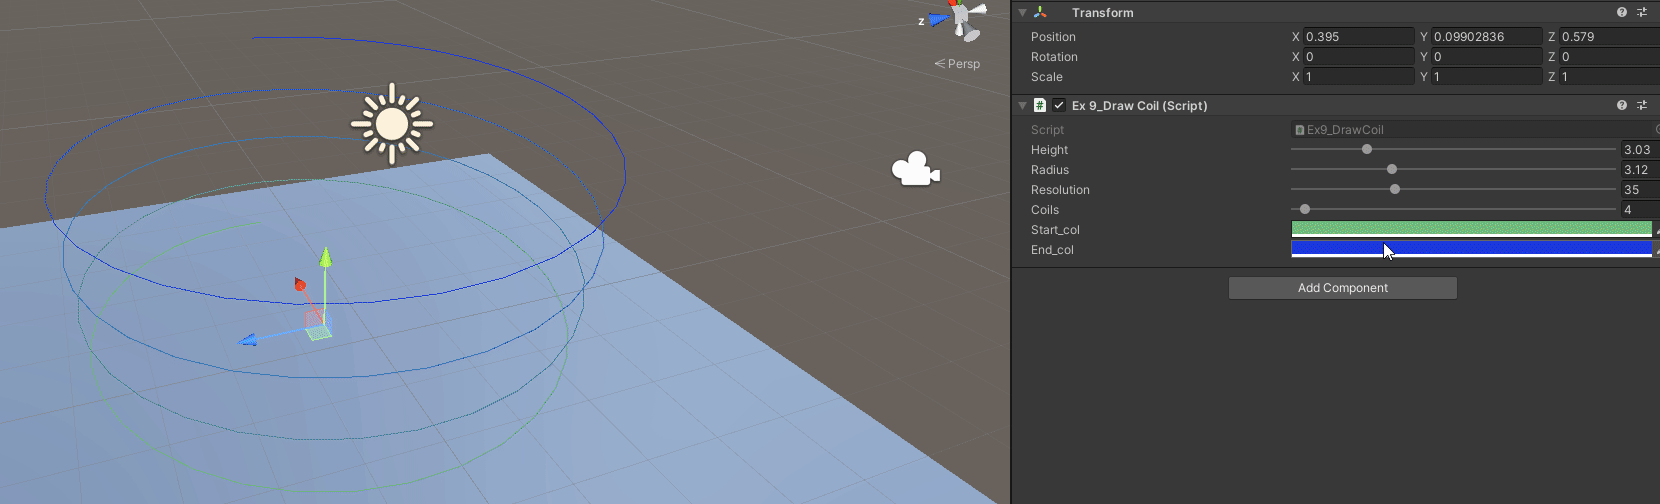 z
Persp
Transform
Position X 0.395 Y 0.09902836 Z 0.579
Rotation X 0 Y 0 Z 0
Scale X 1 Y 1 Z 1
# Ex 9_Draw Coil (Script)
Script Ex9_DrawCoil
Height 3.03
Radius 3.12
Resolution 35
Coils 4
Start_col
End_col
Add Component